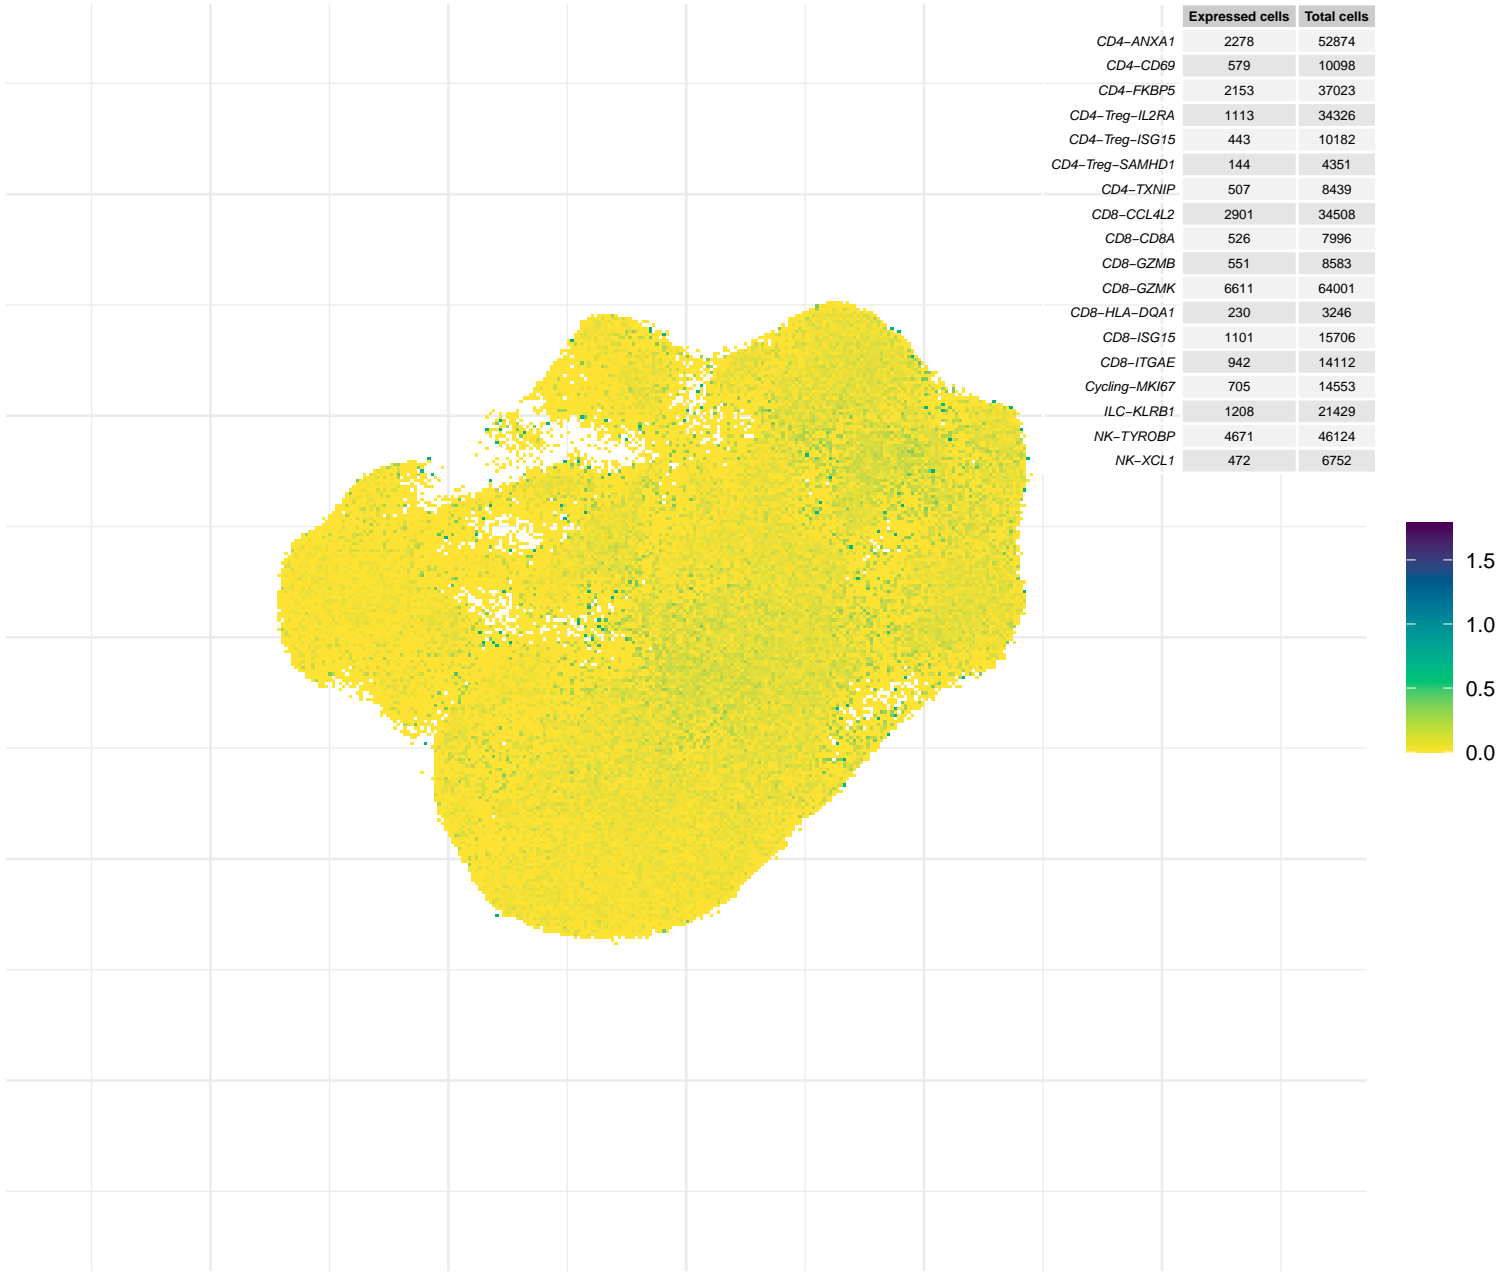 Expressed cells Total cells
CD4−ANXA1 2278 52874
CD4−CD69 579 10098
CD4−FKBP5 2153 37023
CD4−Treg−IL2RA 1113 34326
CD4−Treg−ISG15 443 10182
CD4−Treg−SAMHD1 144 4351
CD4−TXNIP 507 8439
CD8−CCL4L2 2901 34508
CD8−CD8A 526 7996
CD8−GZMB 551 8583
CD8−GZMK 6611 64001
CD8−HLA−DQA1 230 3246
CD8−ISG15 1101 15706
CD8−ITGAE 942 14112
Cycling−MKI67 705 14553
ILC−KLRB1 1208 21429
NK−TYROBP 4671 46124
NK−XCL1 472 6752
1.5
1.0
0.5
0.0